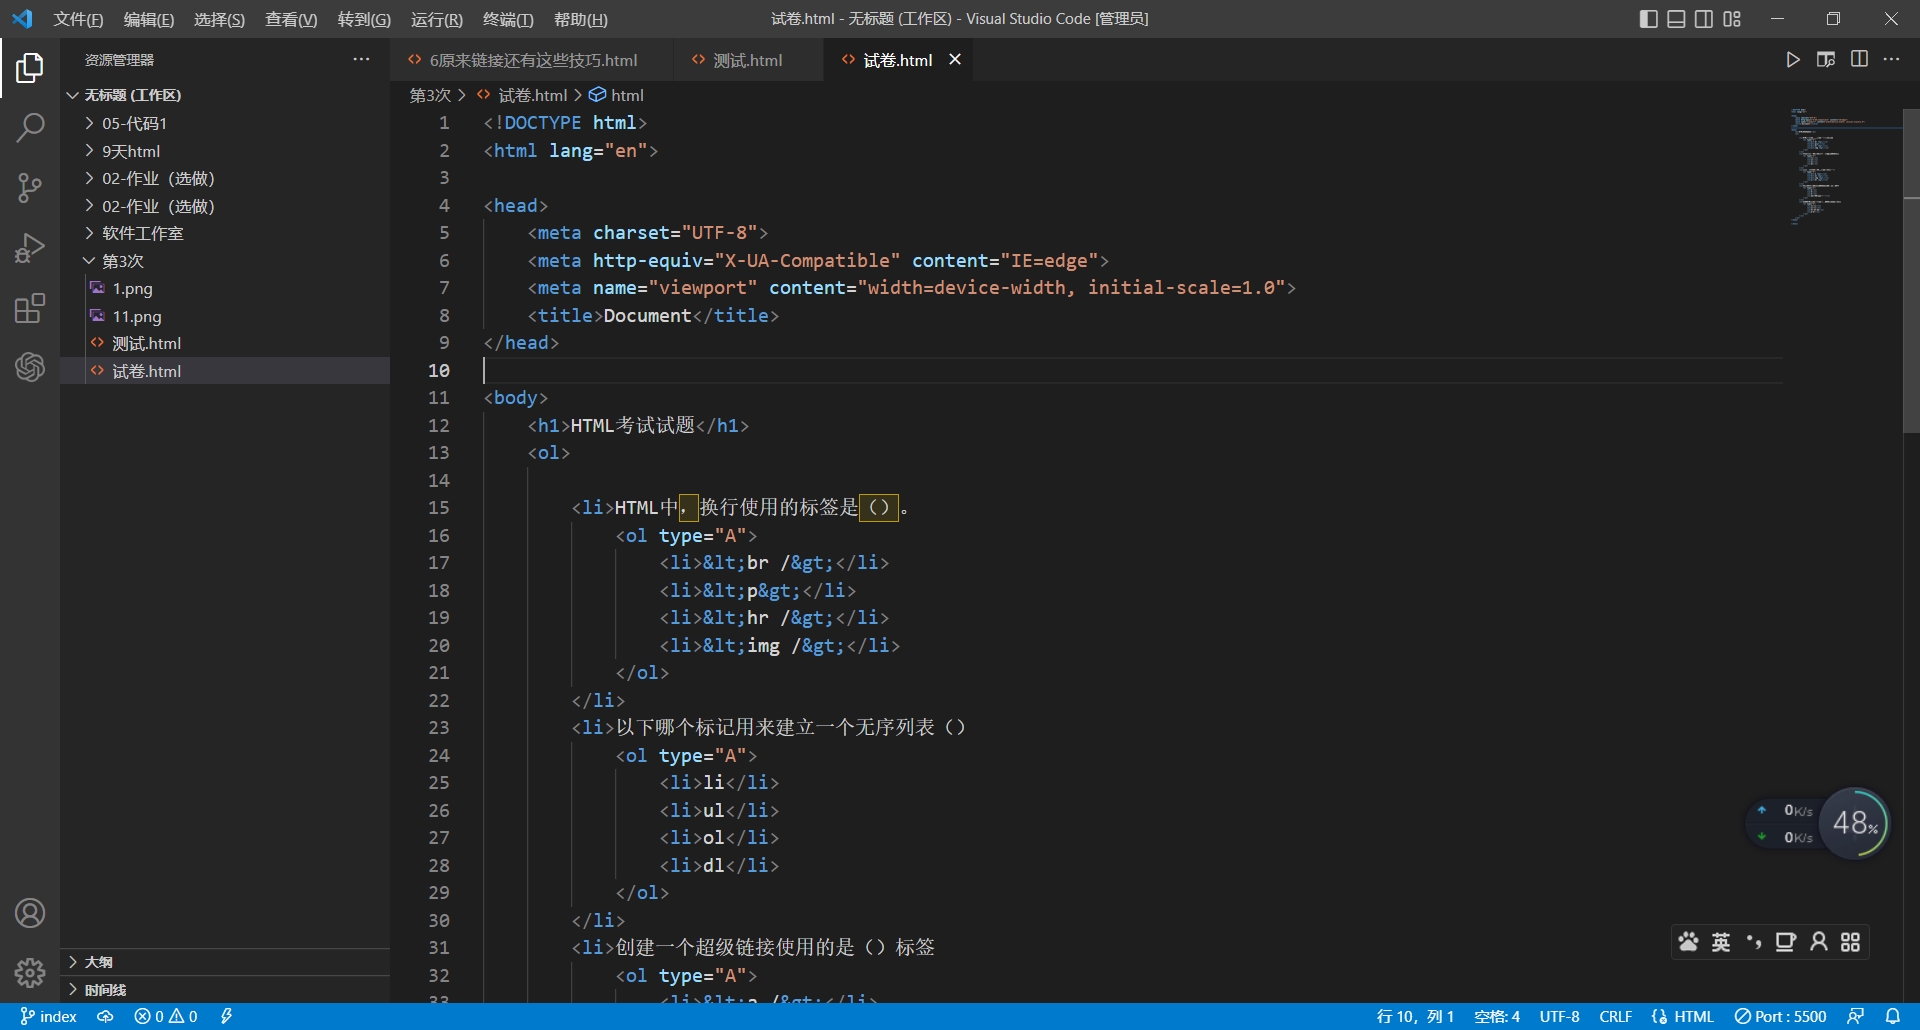 文件(F) 编辑(E) 选择(S) 查看(V) 转到(G) 运行(R) 终端(T) 帮助(H)
试卷.html - 无标题 (工作区) - Visual Studio Code [管理员]
资源管理器
无标题 (工作区)
05-代码1
9天html
02-作业（选做）
02-作业（选做）
软件工作室
第3次
1.png
11.png
测试.html
试卷.html
大纲
时间线
6原来链接还有这些技巧.html 测试.html 试卷.html
第3次 > 试卷.html > html
1 <!DOCTYPE html>
2 <html lang="en">
3
4 <head>
5 <meta charset="UTF-8">
6 <meta http-equiv="X-UA-Compatible" content="IE=edge">
7 <meta name="viewport" content="width=device-width, initial-scale=1.0">
8 <title>Document</title>
9 </head>
10
11 <body>
12 <h1>HTML考试试题</h1>
13 <ol>
14
15 <li>HTML中，换行使用的标签是（）。
16 <ol type="A">
17 <li>&lt;br /&gt;</li>
18 <li>&lt;p&gt;</li>
19 <li>&lt;hr /&gt;</li>
20 <li>&lt;img /&gt;</li>
21 </ol>
22 </li>
23 <li>以下哪个标记用来建立一个无序列表（）
24 <ol type="A">
25 <li>li</li>
26 <li>ul</li>
27 <li>ol</li>
28 <li>dl</li>
29 </ol>
30 </li>
31 <li>创建一个超级链接使用的是（）标签
32 <ol type="A">
33 <li>&lt;a /&gt;</li>
0K/s
0K/s
48%
英
index 0 0
行 10，列 1 空格: 4 UTF-8 CRLF HTML Port : 5500